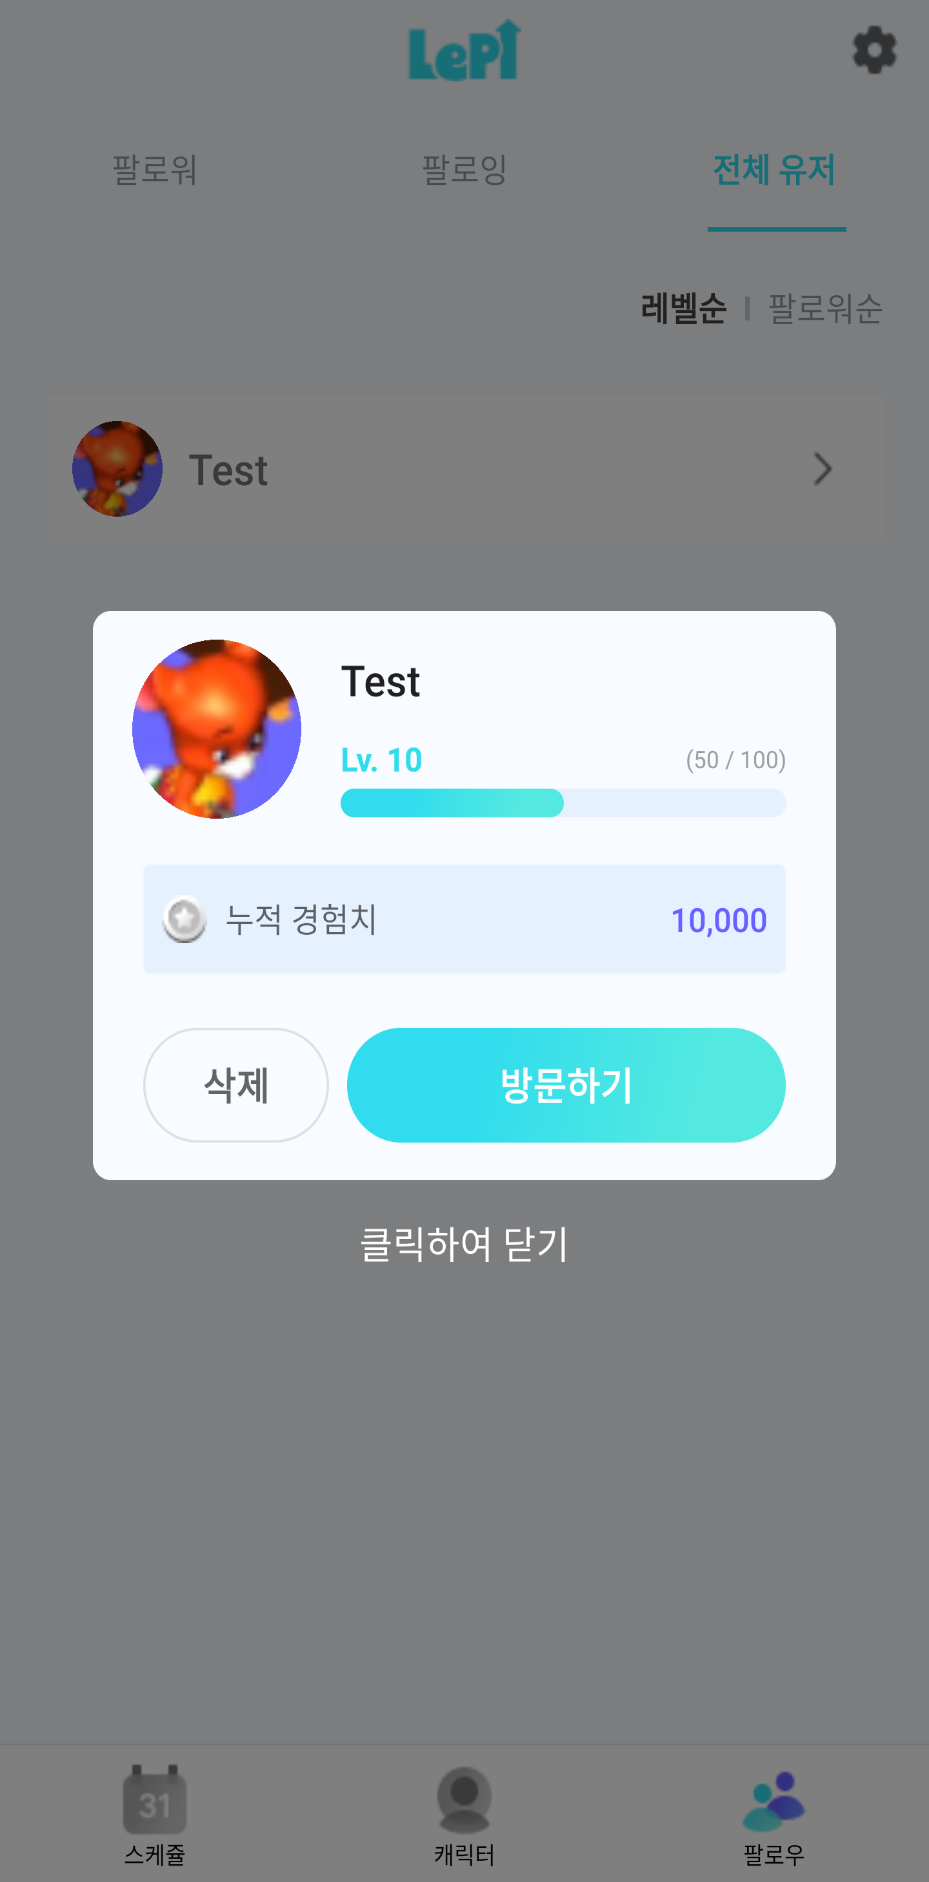 LePI
팔로워
팔로잉
전체 유저
레벨순 | 팔로워순
Test
Test
Lv. 10
(50 / 100)
누적 경험치
10,000
삭제
방문하기
클릭하여 닫기
31
스케쥴
캐릭터
팔로우